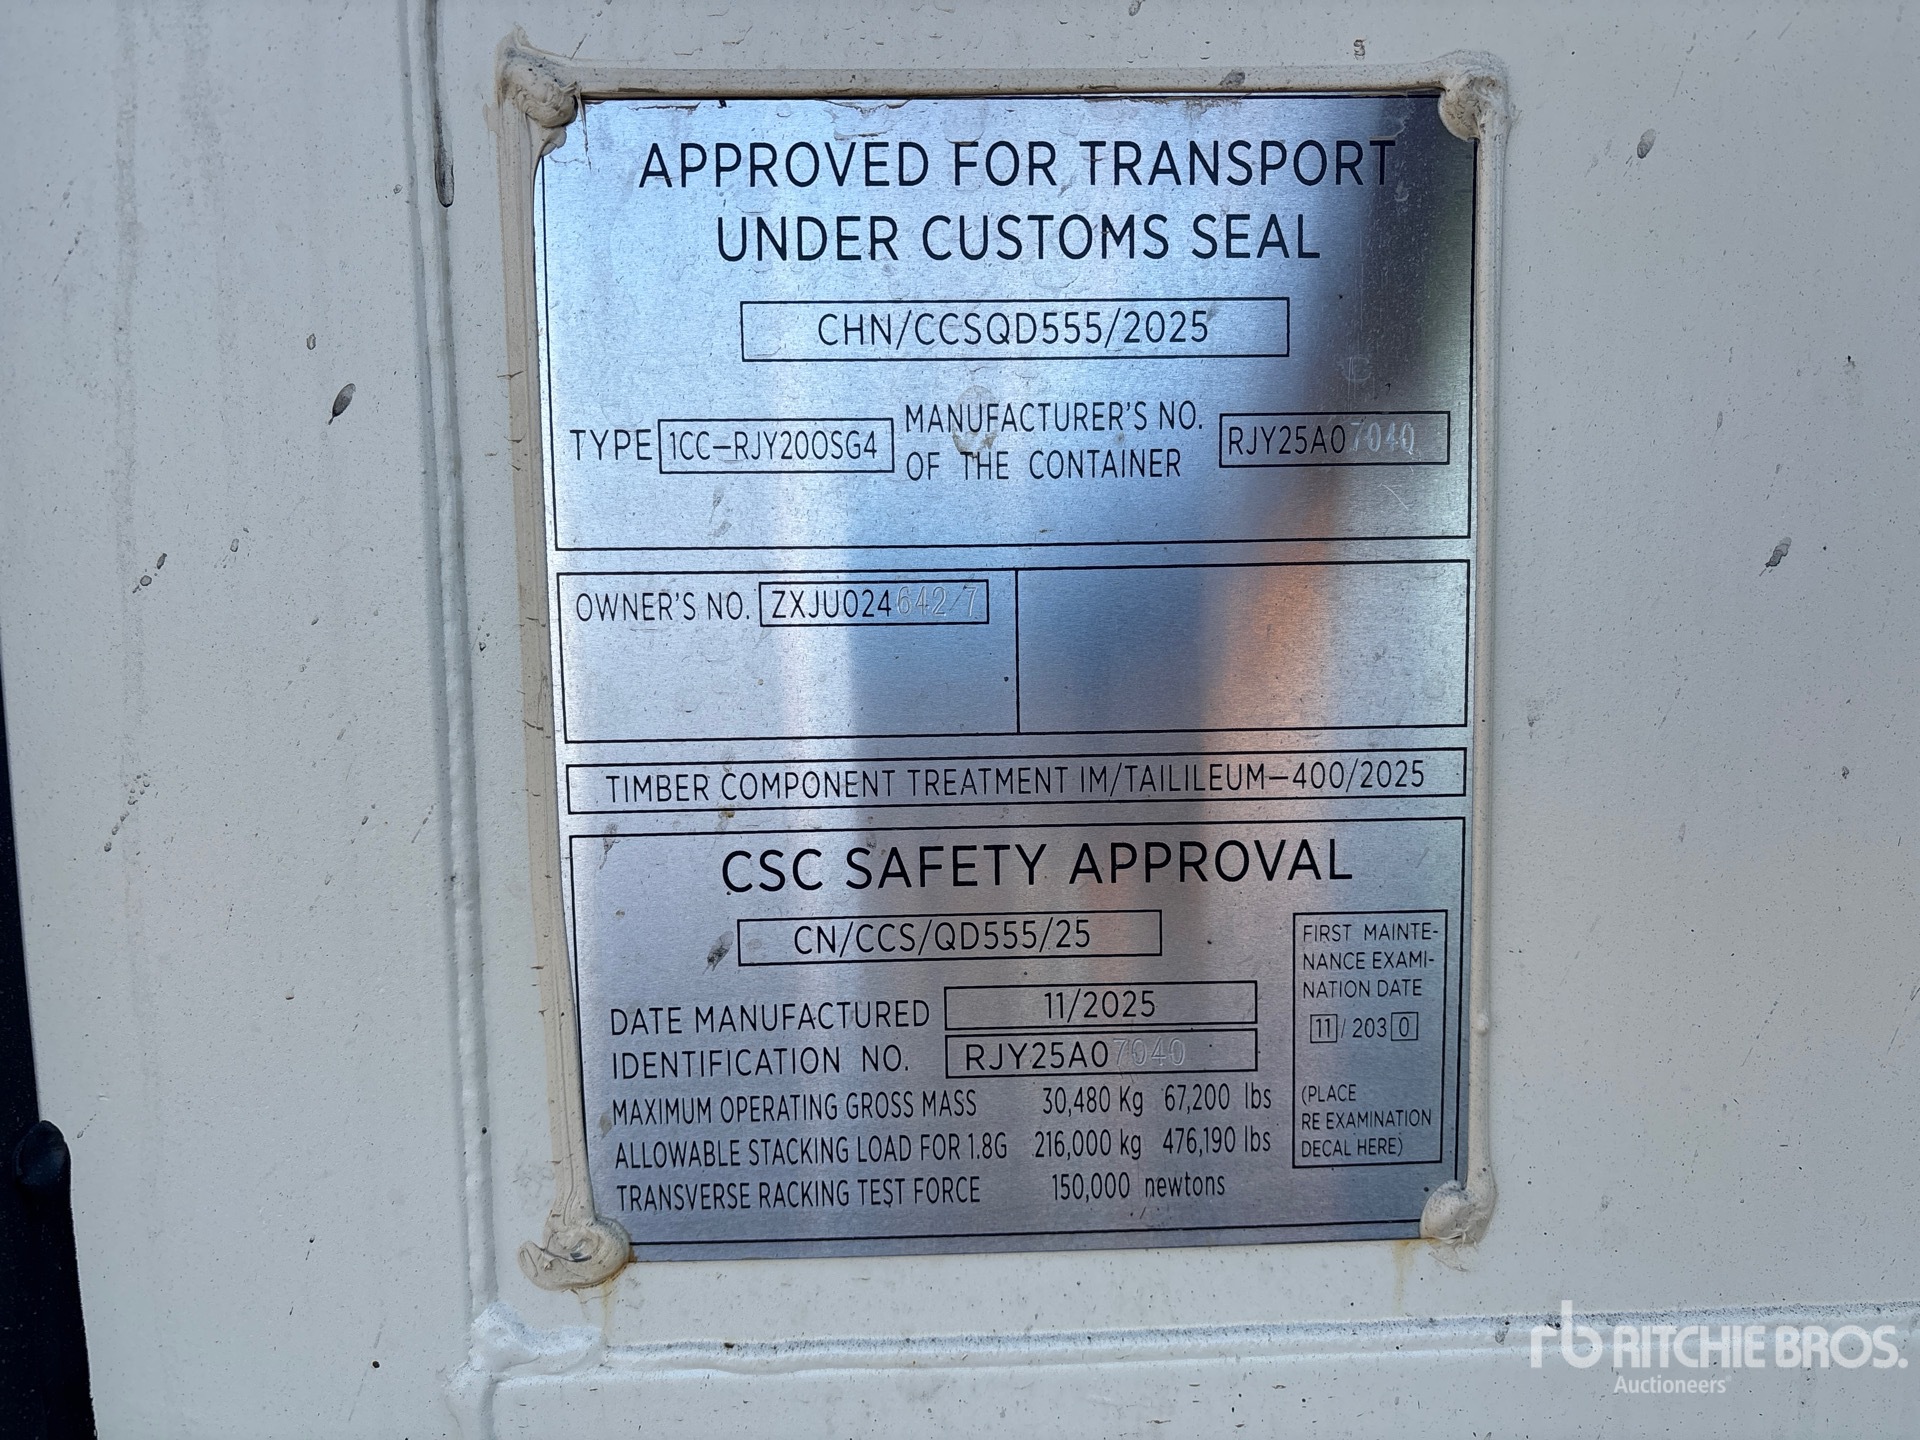 APPROVED FOR TRANSPORT
UNDER CUSTOMS SEAL
CHN/CCSQD555/2025
TYPE 1CC-RJY200SG4 MANUFACTURER'S NO. OF THE CONTAINER RJY25A07040
OWNER'S NO. ZXJU024642/7
TIMBER COMPONENT TREATMENT IM/TAILILEUM-400/2025
CSC SAFETY APPROVAL
CN/CCS/QD555/25
DATE MANUFACTURED 11/2025
IDENTIFICATION NO. RJY25A07040
MAXIMUM OPERATING GROSS MASS 30,480 Kg 67,200 lbs
ALLOWABLE STACKING LOAD FOR 1.8G 216,000 kg 476,190 lbs
TRANSVERSE RACKING TEST FORCE 150,000 newtons
FIRST MAINTE-
NANCE EXAMI-
NATION DATE
11/2030
(PLACE
RE EXAMINATION
DECAL HERE)
rb RITCHIE BROS.
Auctioneers